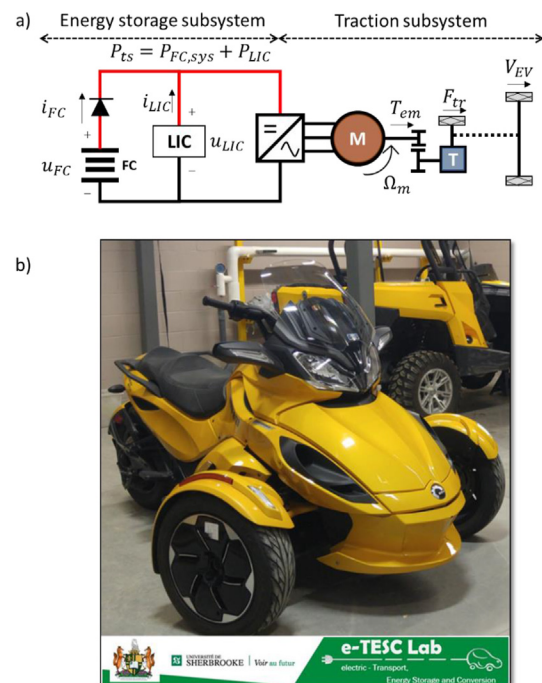 a)
Energy storage subsystem
Traction subsystem
P_ts = P_FC,sys + P_LIC
V_EV
i_FC
i_LIC
T_em
F_tr
+
+
LIC
u_LIC
=
M
T
u_FC
FC
−
−
Ω_m
b)
UNIVERSITÉ DE
SHERBROOKE
Voir au futur
e-TESC Lab
electric - Transport,
Energy Storage and Conversion